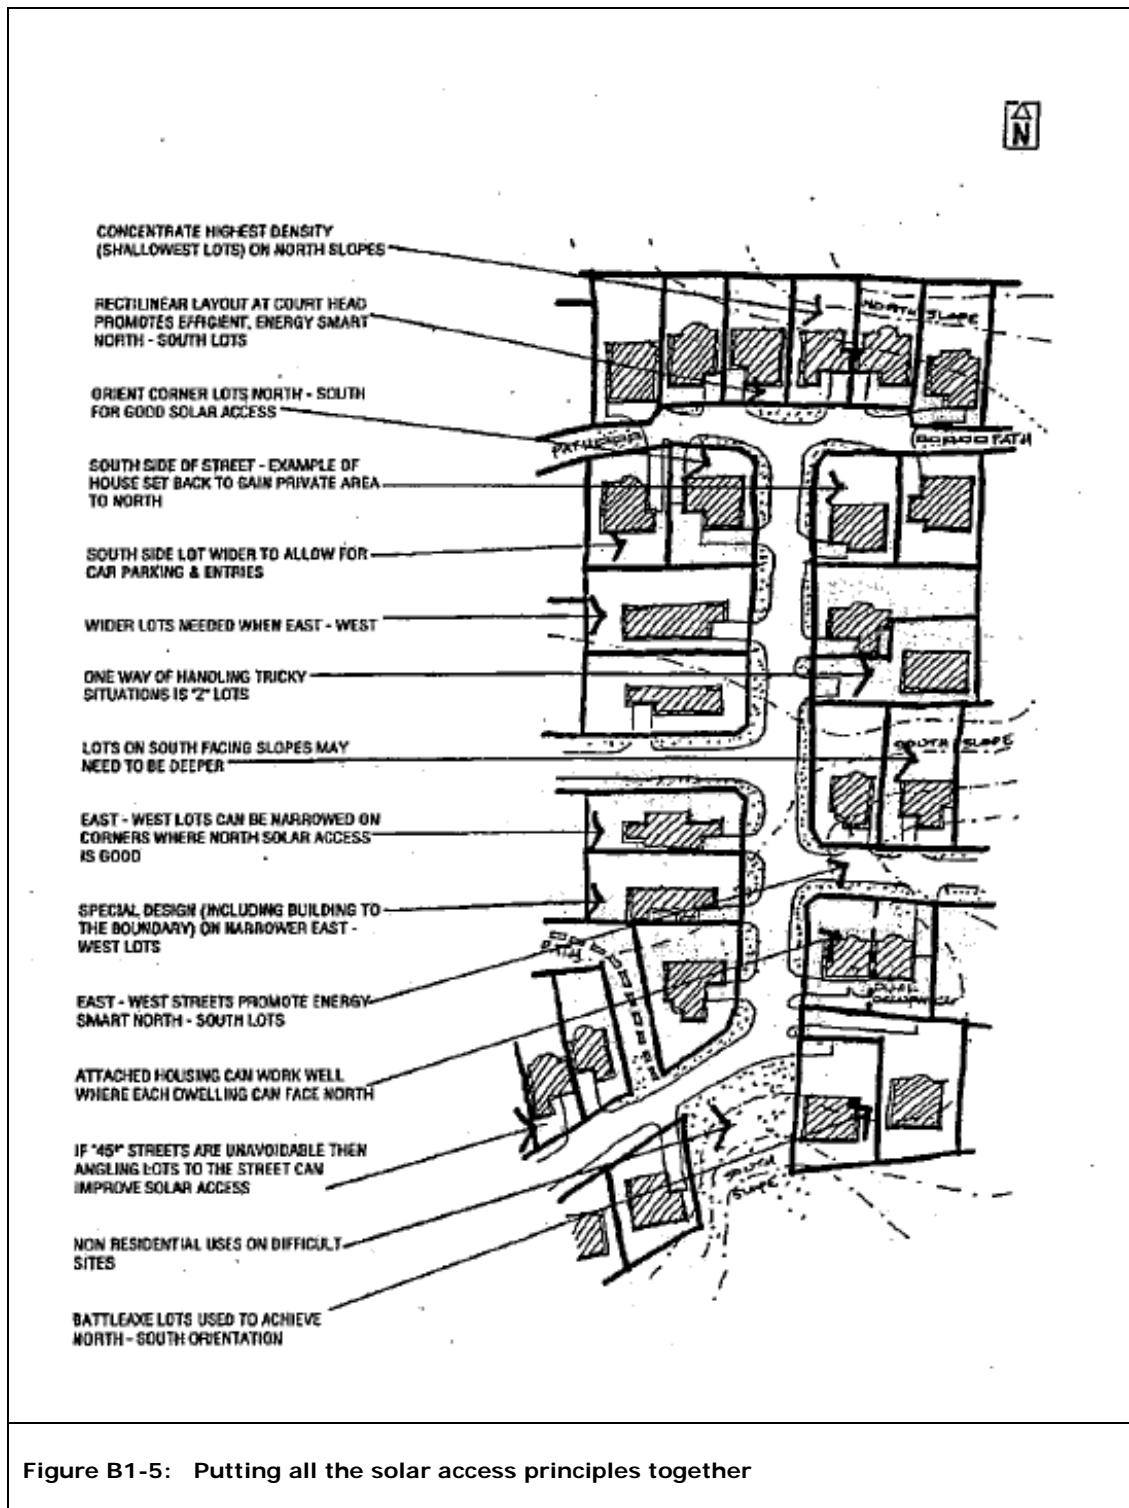 N
CONCENTRATE HIGHEST DENSITY
(SHALLOWEST LOTS) ON NORTH SLOPES
RECTILINEAR LAYOUT AT COURT HEAD
PROMOTES EFFICIENT, ENERGY SMART
NORTH - SOUTH LOTS
NORTH SLOPE
ORIENT CORNER LOTS NORTH - SOUTH
FOR GOOD SOLAR ACCESS
PATH
PATH
SOUTH SIDE OF STREET - EXAMPLE OF
HOUSE SET BACK TO GAIN PRIVATE AREA
TO NORTH
SOUTH SIDE LOT WIDER TO ALLOW FOR
CAR PARKING & ENTRIES
WIDER LOTS NEEDED WHEN EAST - WEST
ONE WAY OF HANDLING TRICKY
SITUATIONS IS "Z" LOTS
LOTS ON SOUTH FACING SLOPES MAY
NEED TO BE DEEPER
SOUTH SLOPE
EAST - WEST LOTS CAN BE NARROWED ON
CORNERS WHERE NORTH SOLAR ACCESS
IS GOOD
SPECIAL DESIGN (INCLUDING BUILDING TO
THE BOUNDARY) ON NARROWER EAST -
WEST LOTS
PATH
EAST - WEST STREETS PROMOTE ENERGY
SMART NORTH - SOUTH LOTS
DUAL
OCCUPANCY
ATTACHED HOUSING CAN WORK WELL
WHERE EACH DWELLING CAN FACE NORTH
IF "45°" STREETS ARE UNAVOIDABLE THEN
ANGLING LOTS TO THE STREET CAN
IMPROVE SOLAR ACCESS
SOUTH
SLOPE
NON RESIDENTIAL USES ON DIFFICULT
SITES
BATTLEAXE LOTS USED TO ACHIEVE
NORTH - SOUTH ORIENTATION
Figure B1-5: Putting all the solar access principles together